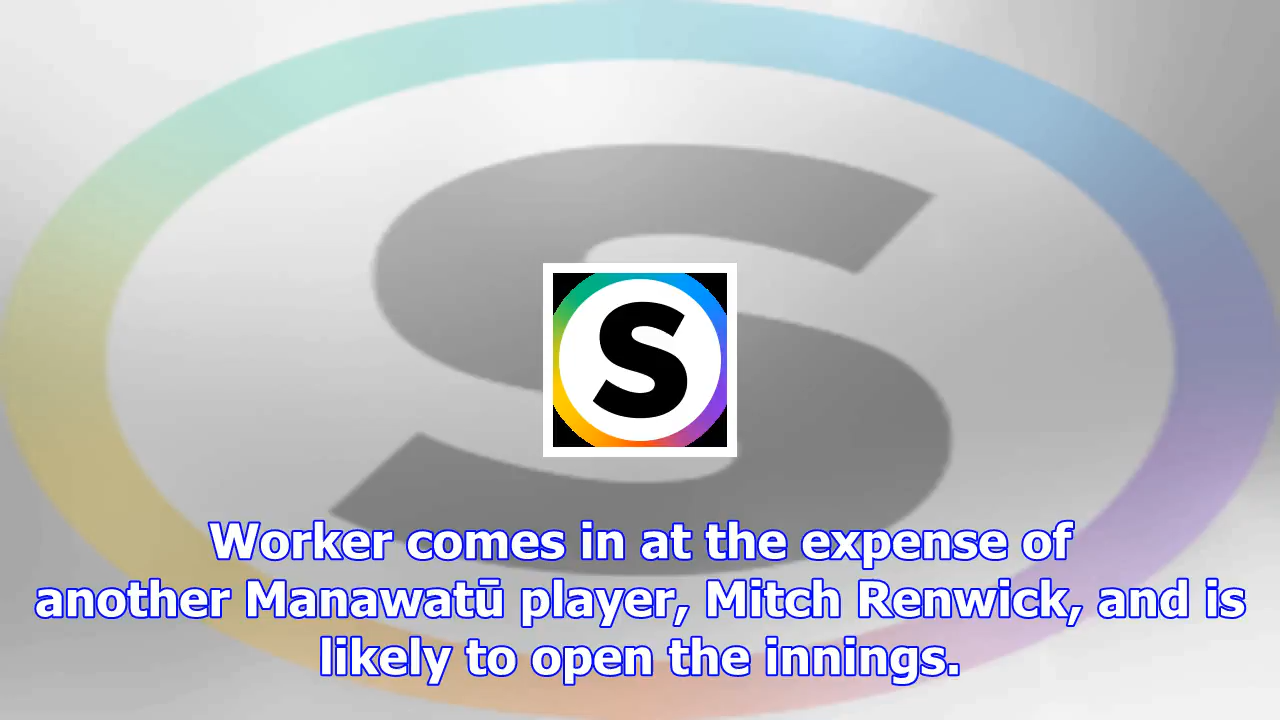 S
Worker comes in at the expense of
another Manawatū player, Mitch Renwick, and is
likely to open the innings.